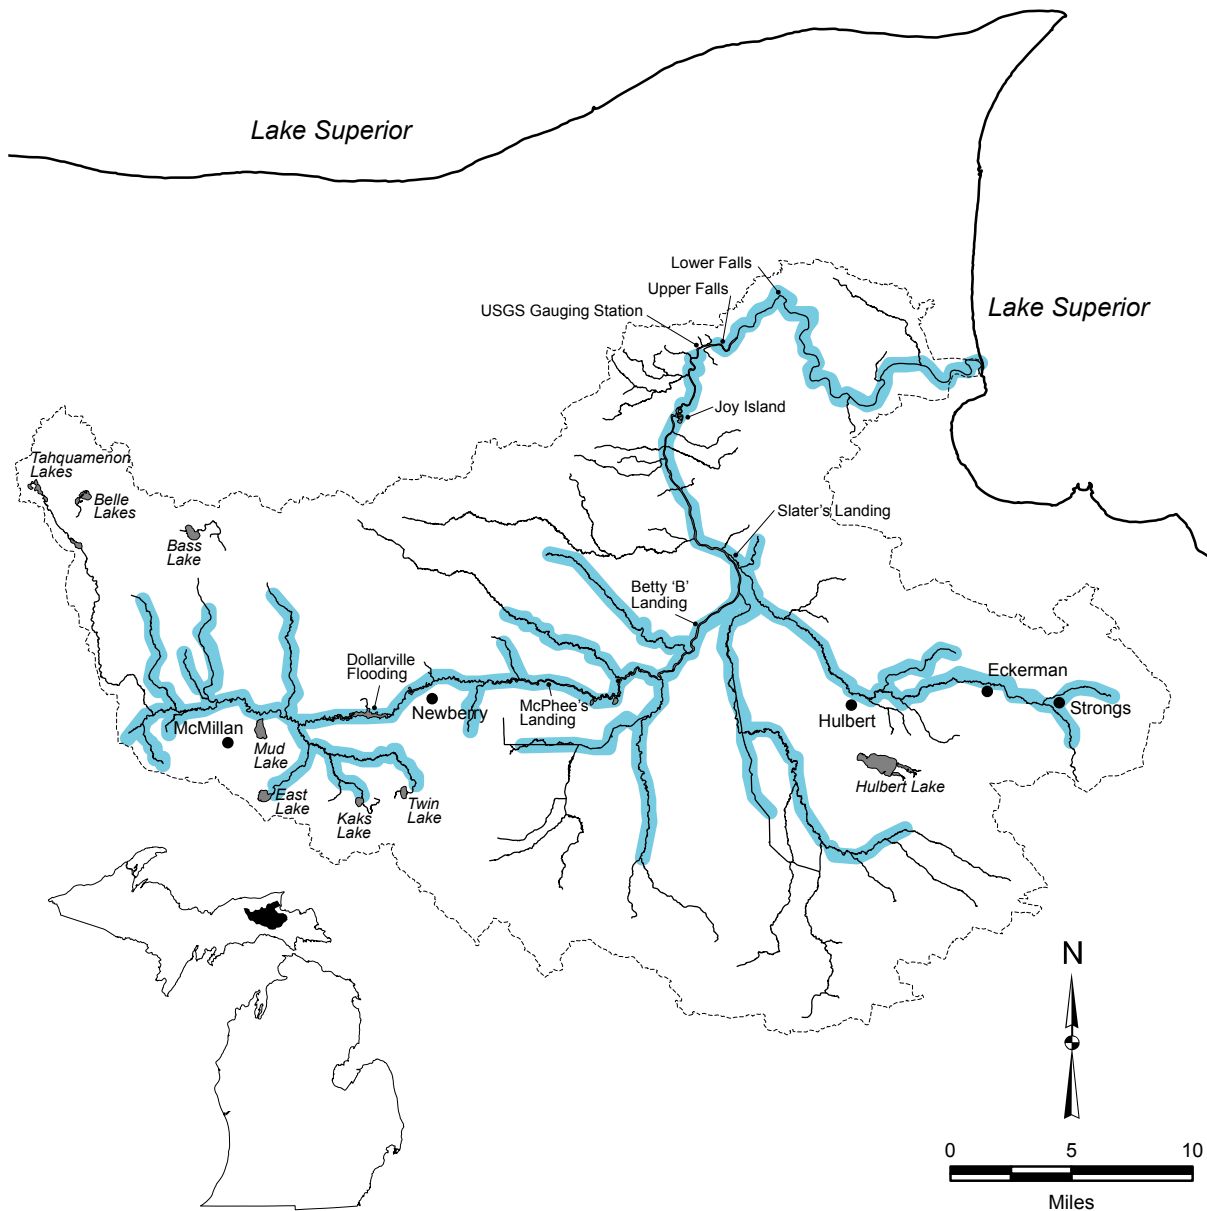 Lake Superior
Lower Falls
Upper Falls
USGS Gauging Station
Lake Superior
Joy Island
Tahquamenon
Lakes
Belle
Lakes
Bass
Lake
Slater's Landing
Betty 'B'
Landing
Dollarville
Flooding
McPhee's
Landing
Newberry
McMillan
Mud
Lake
East
Lake
Kaks
Lake
Twin
Lake
Eckerman
Strongs
Hulbert
Hulbert Lake
N
0 5 10
Miles